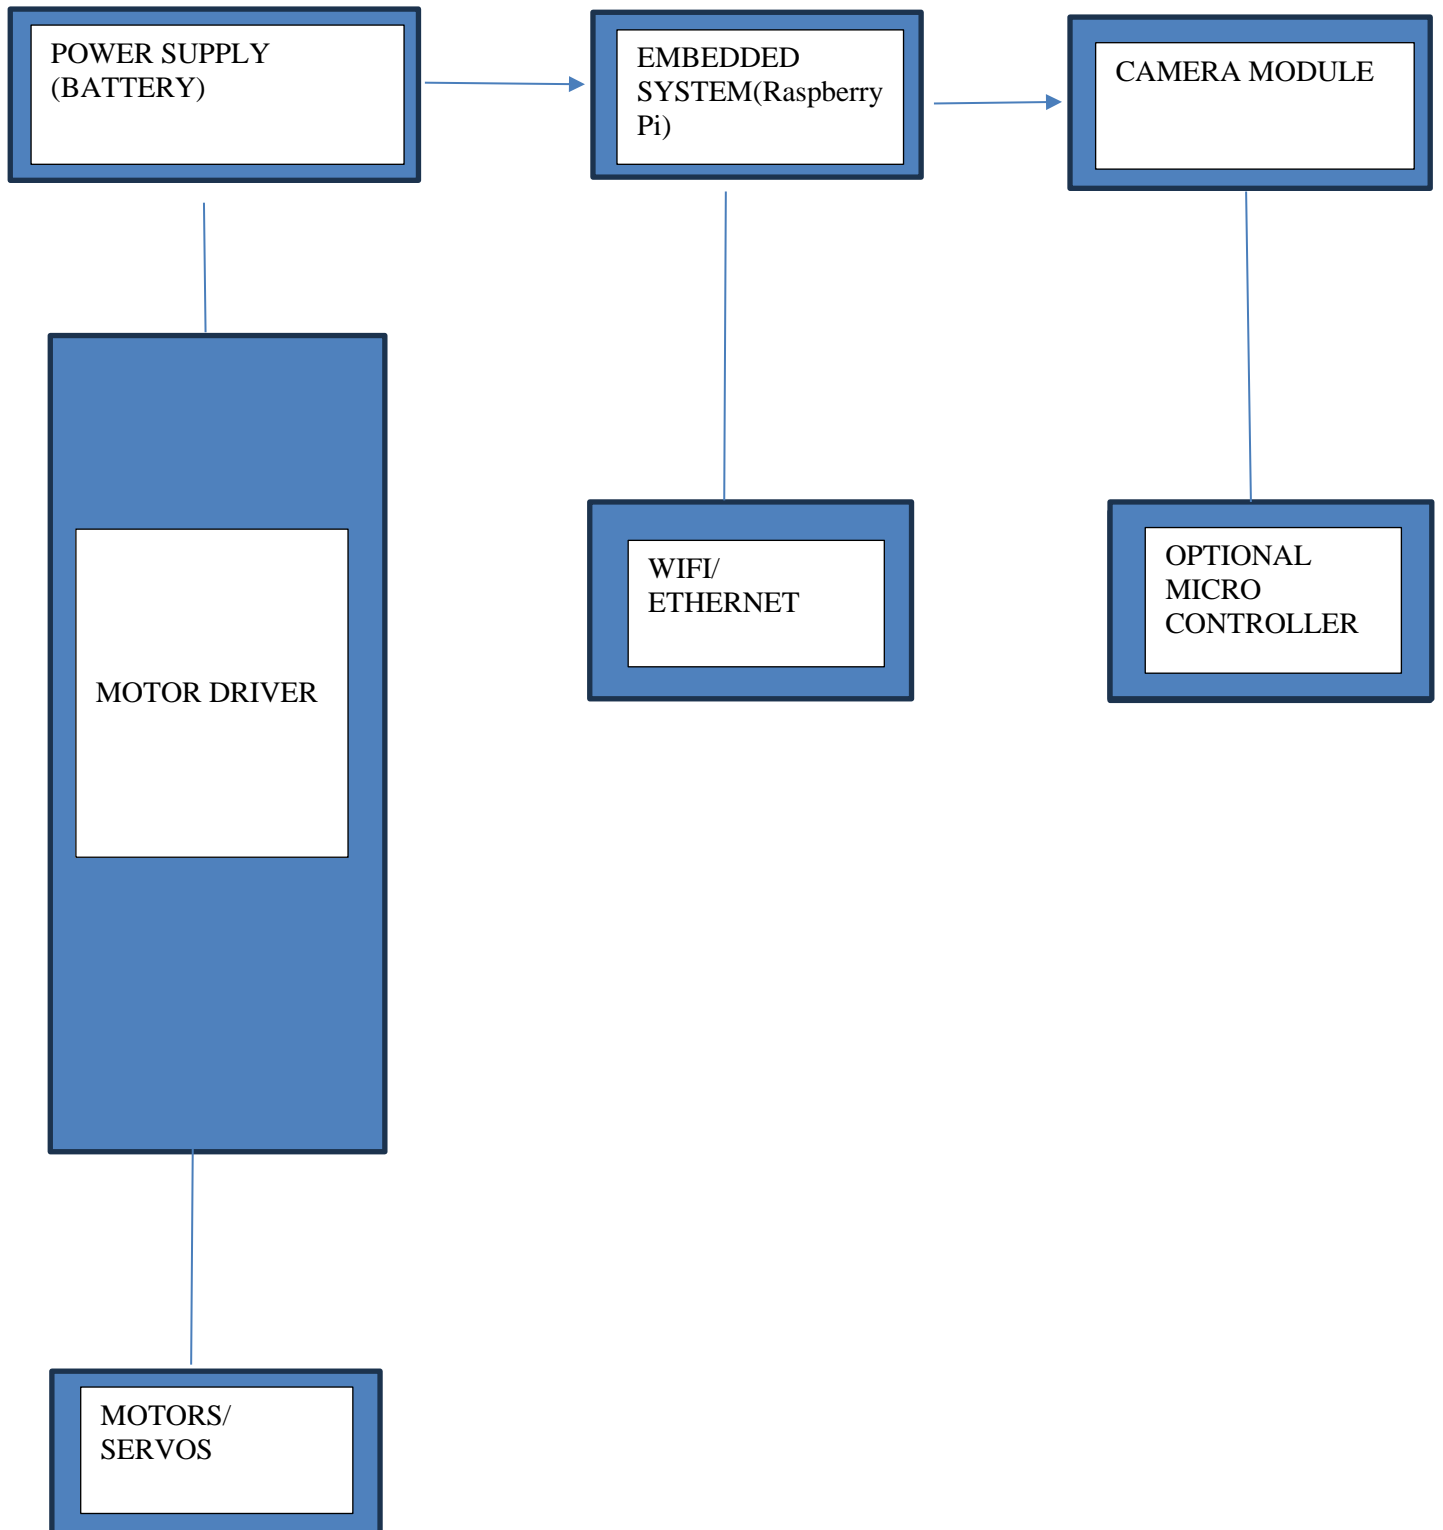 POWER SUPPLY
(BATTERY)
EMBEDDED
SYSTEM(Raspberry
Pi)
CAMERA MODULE
MOTOR DRIVER
WIFI/
ETHERNET
OPTIONAL
MICRO
CONTROLLER
MOTORS/
SERVOS